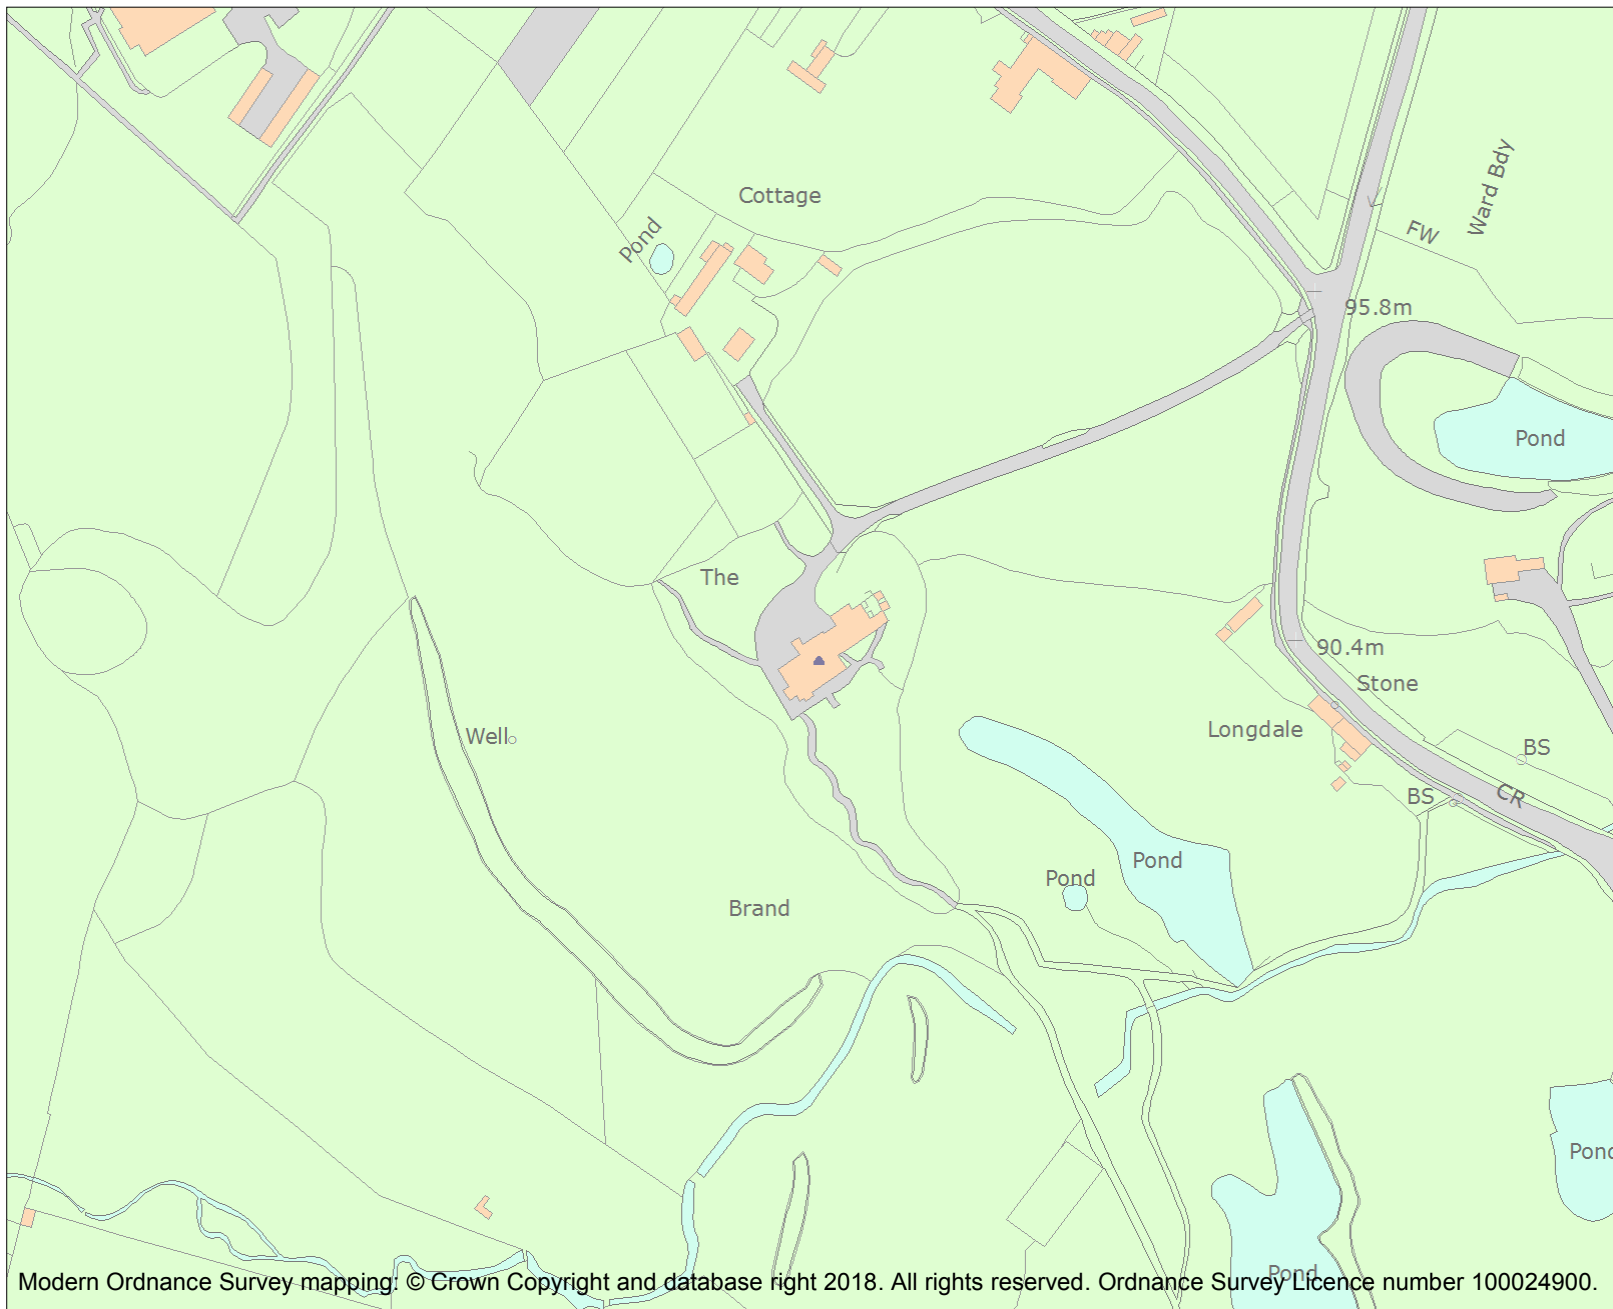 Cottage
Pond
Ward Bdy
FW
95.8m
Pond
The
90.4m
Stone
Longdale
Well
BS
BS
CR
Pond
Pond
Brand
Pond
Pond
Modern Ordnance Survey mapping: © Crown Copyright and database right 2018. All rights reserved. Ordnance Survey Licence number 100024900.